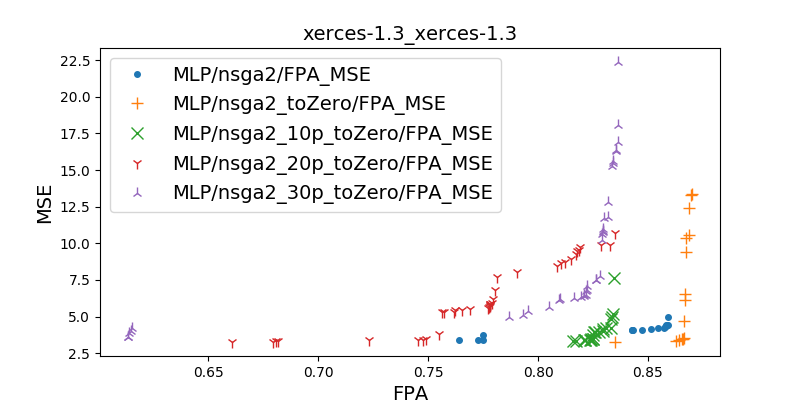 xerces-1.3_xerces-1.3
MLP/nsga2/FPA_MSE
MLP/nsga2_toZero/FPA_MSE
MLP/nsga2_10p_toZero/FPA_MSE
MLP/nsga2_20p_toZero/FPA_MSE
MLP/nsga2_30p_toZero/FPA_MSE
MSE
22.5
20.0
17.5
15.0
12.5
10.0
7.5
5.0
2.5
0.65
0.70
0.75
0.80
0.85
FPA